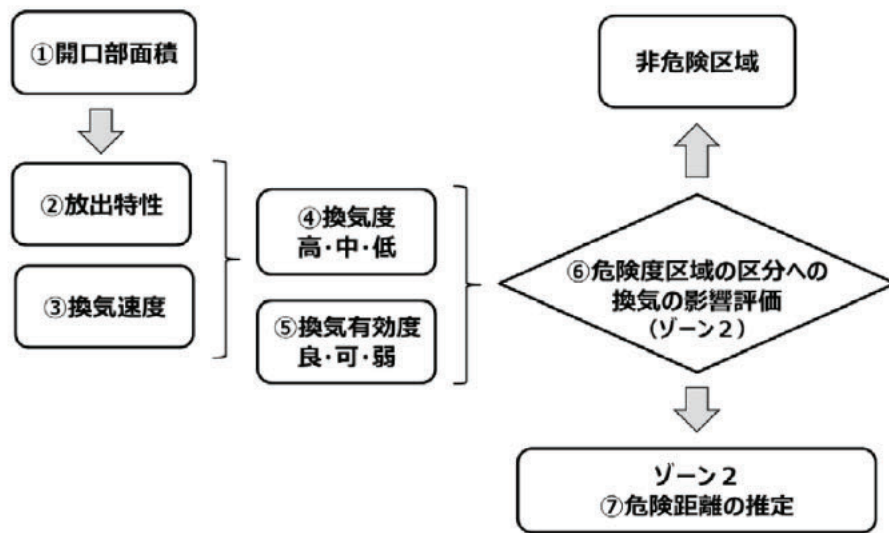 ①開口部面積
②放出特性
③換気速度
④換気度
高・中・低
⑤換気有効度
良・可・弱
非危険区域
⑥危険度区域の区分への
換気の影響評価
（ゾーン２）
ゾーン２
⑦危険距離の推定